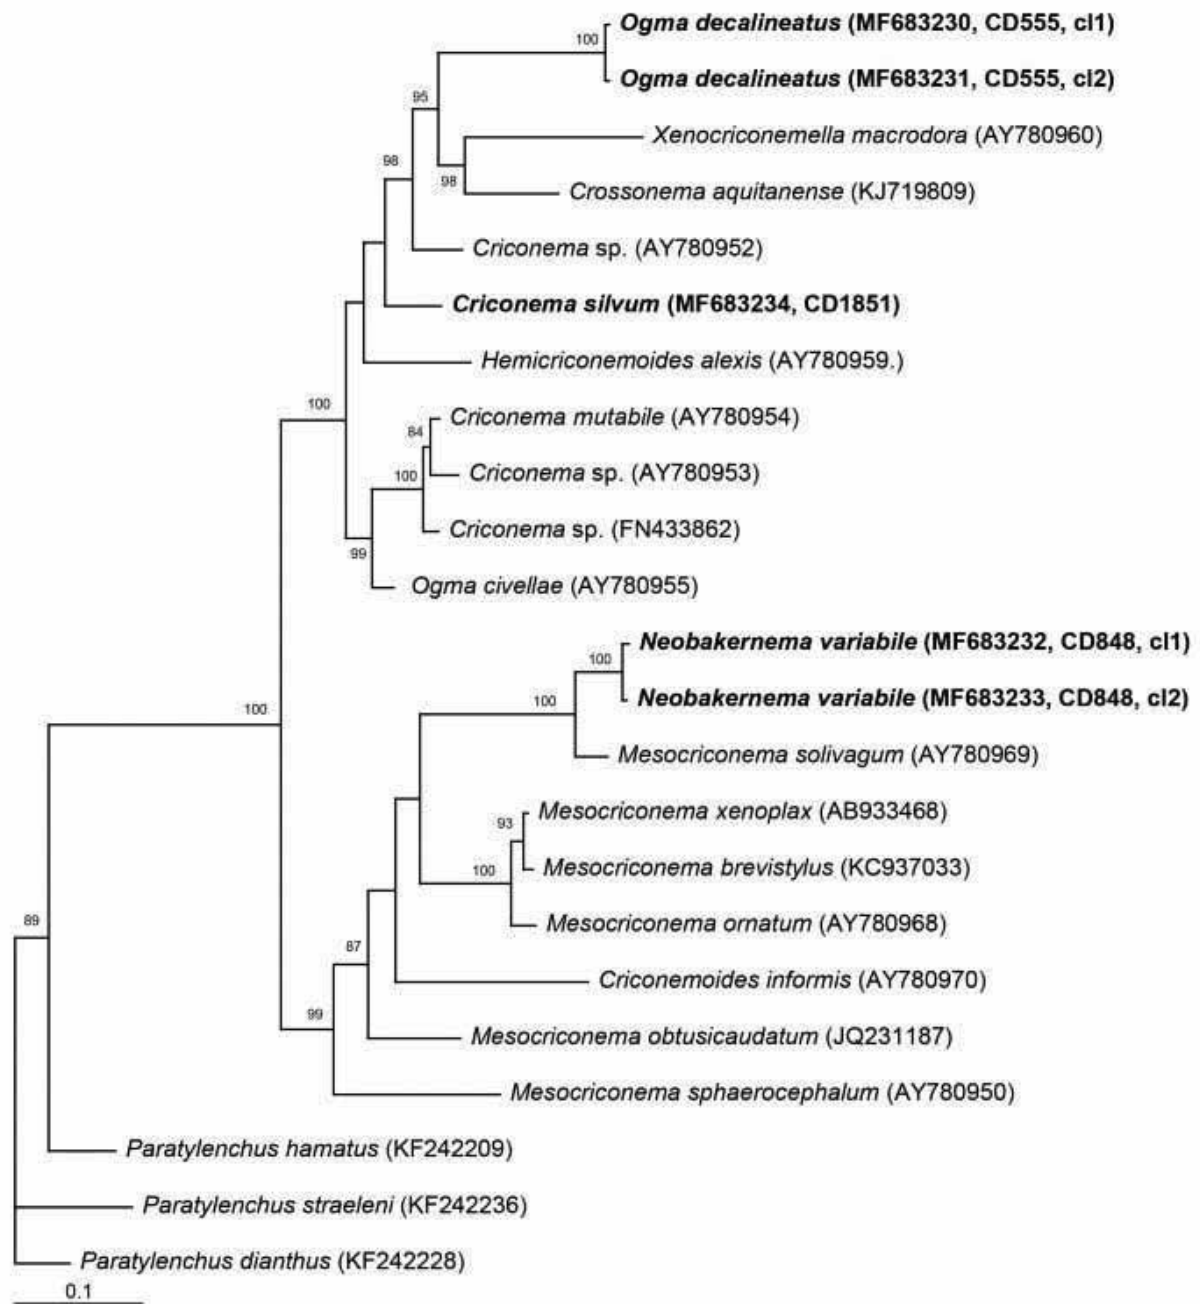 Ogma decalineatus (MF683230, CD555, cl1)
100
Ogma decalineatus (MF683231, CD555, cl2)
95
Xenocriconemella macrodora (AY780960)
98
98
Crossonema aquitanense (KJ719809)
Criconema sp. (AY780952)
Criconema silvum (MF683234, CD1851)
Hemicriconemoides alexis (AY780959.)
100
Criconema mutabile (AY780954)
84
Criconema sp. (AY780953)
100
Criconema sp. (FN433862)
99
Ogma civellae (AY780955)
Neobakernema variabile (MF683232, CD848, cl1)
100
Neobakernema variabile (MF683233, CD848, cl2)
100
100
Mesocriconema solivagum (AY780969)
Mesocriconema xenoplax (AB933468)
93
Mesocriconema brevistylus (KC937033)
100
Mesocriconema ornatum (AY780968)
89
87
Criconemoides informis (AY780970)
99
Mesocriconema obtusicaudatum (JQ231187)
Mesocriconema sphaerocephalum (AY780950)
Paratylenchus hamatus (KF242209)
Paratylenchus straeleni (KF242236)
Paratylenchus dianthus (KF242228)
0.1